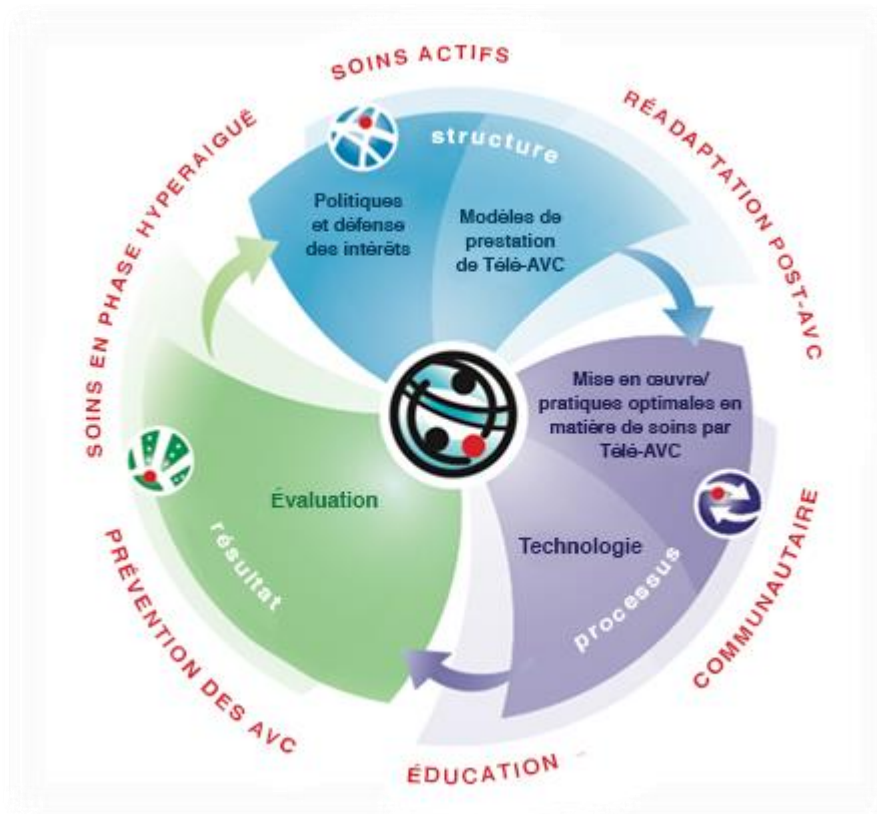 SOINS ACTIFS
RÉADAPTATION POST-AVC
COMMUNAUTAIRE
ÉDUCATION
PRÉVENTION DES AVC
SOINS EN PHASE HYPERAIGUÊ
structure
Politiques
et défense
des intérêts
Modèles de
prestation
de Télé-AVC
Mise en œuvre/
pratiques optimales en
matière de soins par
Télé-AVC
Technologie
processus
Évaluation
résultat